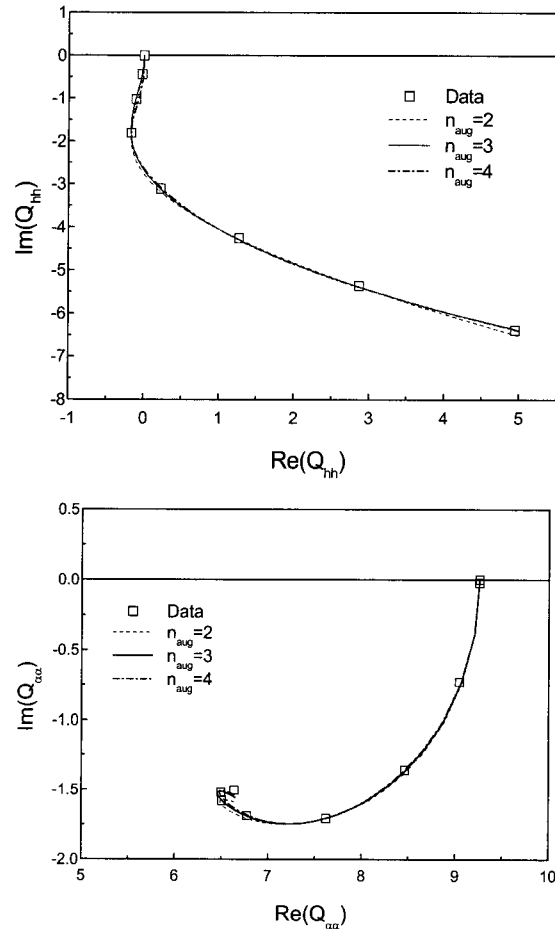 1
0
-1
-2
-3
-4
-5
-6
-7
-8
Im(Q_hh)
Data
n_aug=2
n_aug=3
n_aug=4
-1 0 1 2 3 4 5
Re(Q_hh)
0.5
0.0
-0.5
-1.0
-1.5
-2.0
Im(Q_αα)
Data
n_aug=2
n_aug=3
n_aug=4
5 6 7 8 9 10
Re(Q_αα)